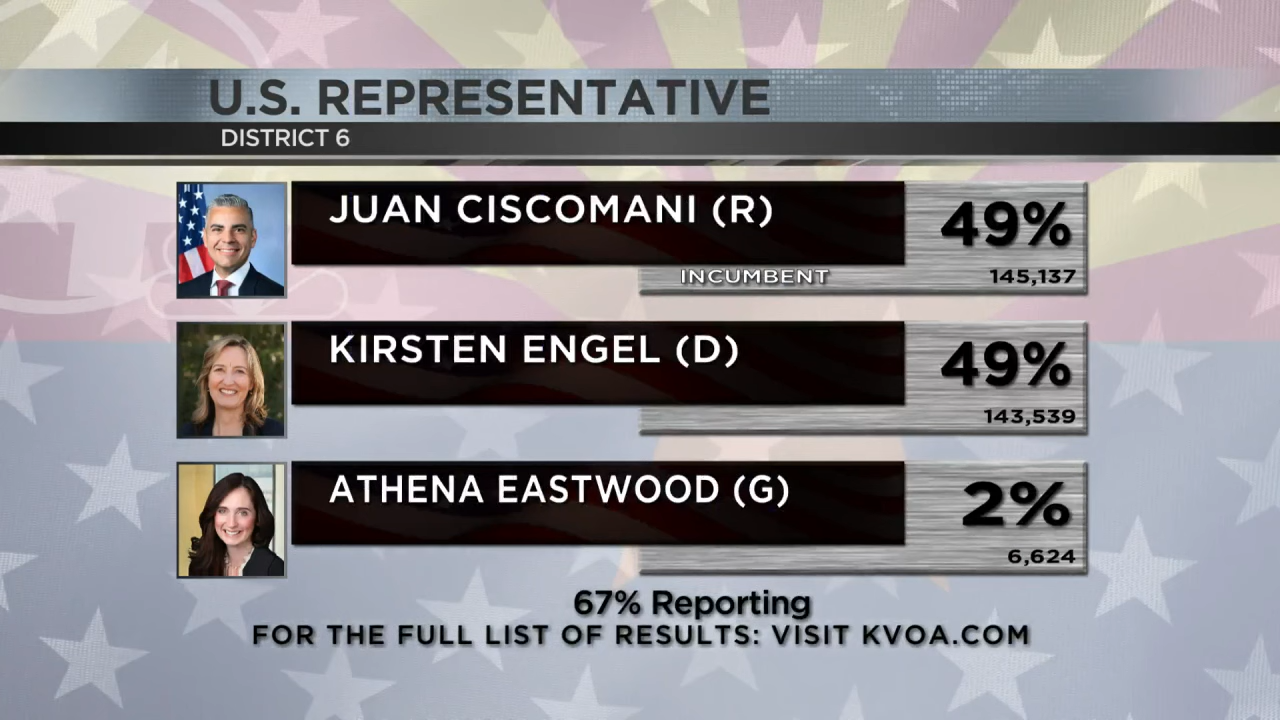 U.S. REPRESENTATIVE
DISTRICT 6
JUAN CISCOMANI (R)
49%
INCUMBENT
145,137
KIRSTEN ENGEL (D)
49%
143,539
ATHENA EASTWOOD (G)
2%
6,624
67% Reporting
FOR THE FULL LIST OF RESULTS: VISIT KVOA.COM